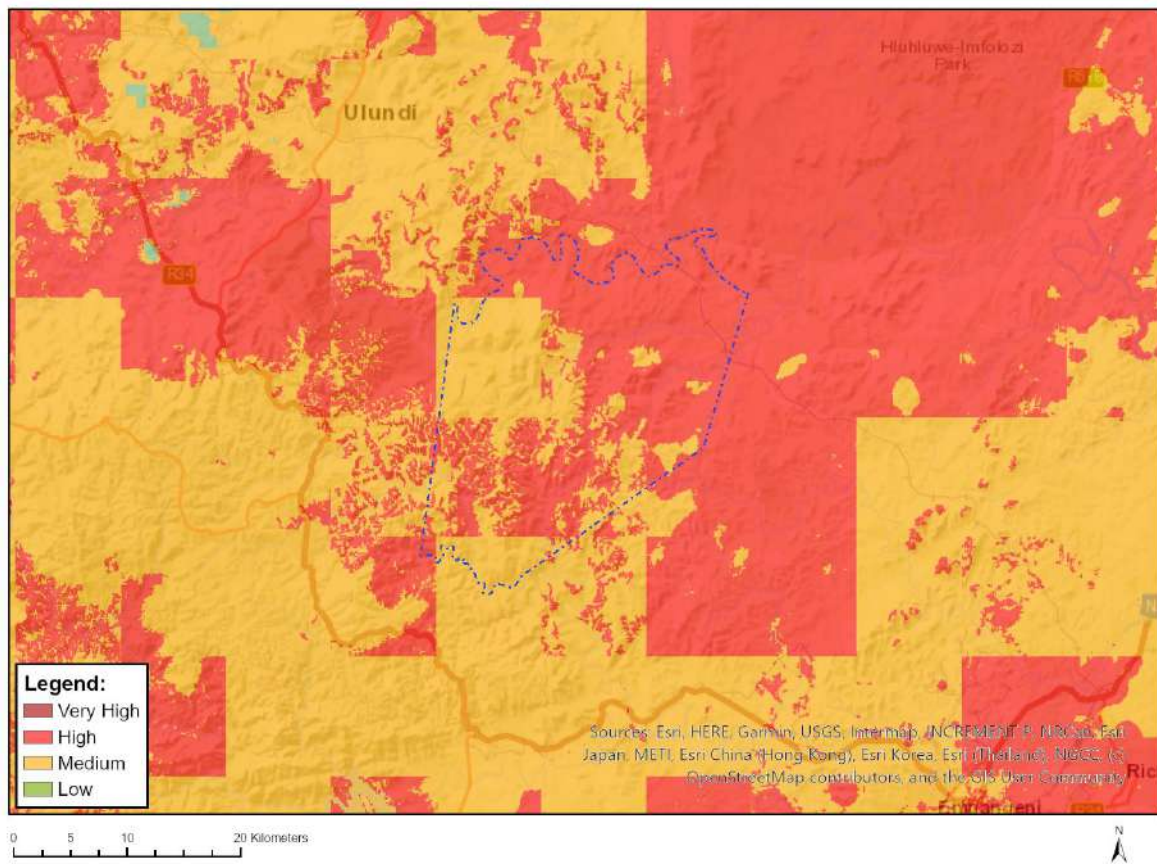 Hluhluwe-Imfolozi
Park
Ulundi
R34
Legend:
Very High
High
Medium
Low
Sources: Esri, HERE, Garmin, USGS, Intermap, INCREMENT P, NRCan, Esri
Japan, METI, Esri China (Hong Kong), Esri Korea, Esri (Thailand), NGCC, (c)
OpenStreetMap contributors, and the GIS User Community
Ric
R34
0 5 10 20 Kilometers
N